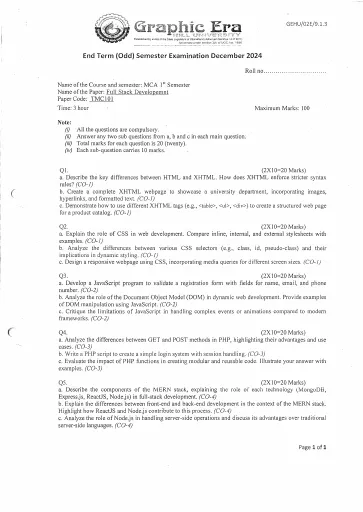 GEHU/02E/9.1.3
Graphic Era
HILL UNIVERSITY
End Term (Odd) Semester Examination December 2024
Roll no..............................
Name of the Course and semester: MCA 1st Semester
Name of the Paper: Full Stack Development
Paper Code: TMC101
Time: 3 hour Maximum Marks: 100
Note:
(i) All the questions are compulsory.
(ii) Answer any two sub questions from a, b and c in each main question.
(iii) Total marks for each question is 20 (twenty).
(iv) Each sub-question carries 10 marks.
Q1. (2X10=20 Marks)
a. Describe the key differences between HTML and XHTML. How does XHTML enforce stricter syntax
rules? (CO-1)
b. Create a complete XHTML webpage to showcase a university department, incorporating images,
hyperlinks, and formatted text. (CO-1)
c. Demonstrate how to use different XHTML tags (e.g., <table>, <ul>, <div>) to create a structured web page
for a product catalog. (CO-1)
Q2. (2X10=20 Marks)
a. Explain the role of CSS in web development. Compare inline, internal, and external stylesheets with
examples. (CO-1)
b. Analyze the differences between various CSS selectors (e.g., class, id, pseudo-class) and their
implications in dynamic styling. (CO-1)
c. Design a responsive webpage using CSS, incorporating media queries for different screen sizes. (CO-1)
Q3. (2X10=20 Marks)
a. Develop a JavaScript program to validate a registration form with fields for name, email, and phone
number. (CO-2)
b. Analyze the role of the Document Object Model (DOM) in dynamic web development. Provide examples
of DOM manipulation using JavaScript. (CO-2)
c. Critique the limitations of JavaScript in handling complex events or animations compared to modern
frameworks. (CO-2)
Q4. (2X10=20 Marks)
a. Analyze the differences between GET and POST methods in PHP, highlighting their advantages and use
cases. (CO-3)
b. Write a PHP script to create a simple login system with session handling. (CO-3)
c. Evaluate the impact of PHP functions in creating modular and reusable code. Illustrate your answer with
examples. (CO-3)
Q5. (2X10=20 Marks)
a. Describe the components of the MERN stack, explaining the role of each technology (MongoDB,
Express.js, ReactJS, Node.js) in full-stack development. (CO-4)
b. Explain the differences between front-end and back-end development in the context of the MERN stack.
Highlight how ReactJS and Node.js contribute to this process. (CO-4)
c. Analyze the role of Node.js in handling server-side operations and discuss its advantages over traditional
server-side languages. (CO-4)
Page 1 of 1